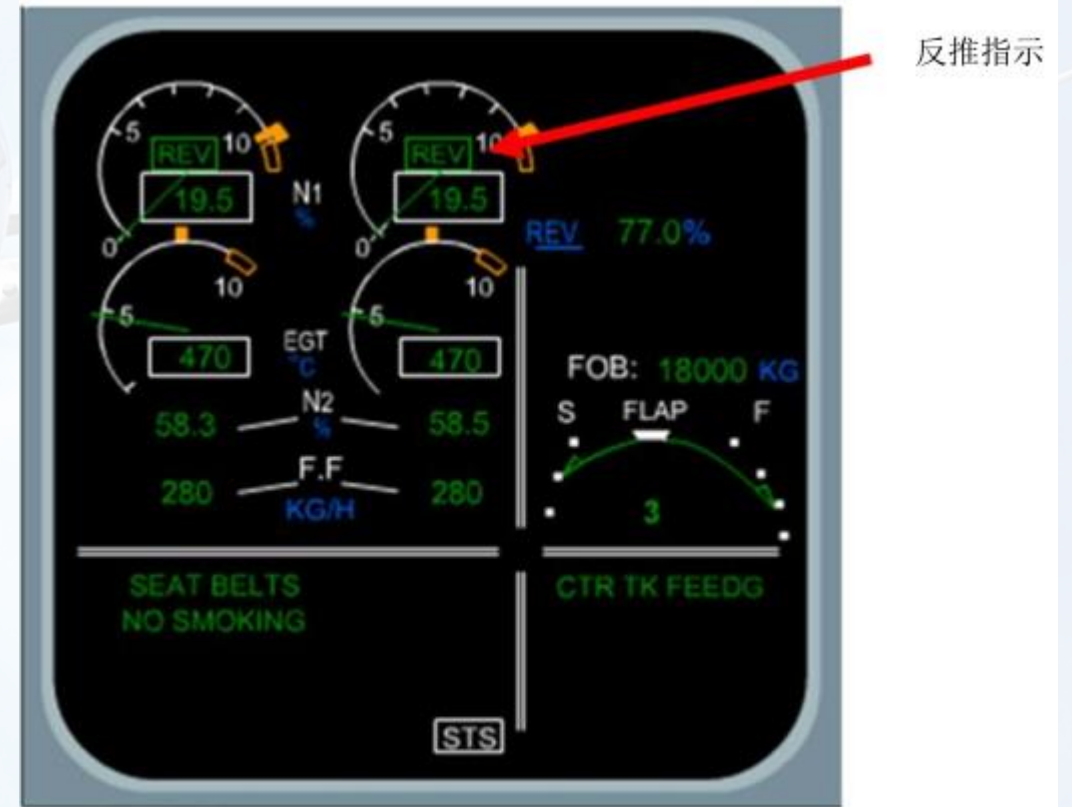 反推指示
5 10 5 10
REV REV
19.5 N1 19.5
%
0 0
REV 77.0%
10 10
5 5
EGT
470 °C 470
FOB: 18000 KG
N2
58.3 % 58.5
S FLAP F
F.F
280 280
KG/H
3
SEAT BELTS
NO SMOKING
CTR TK FEEDG
STS